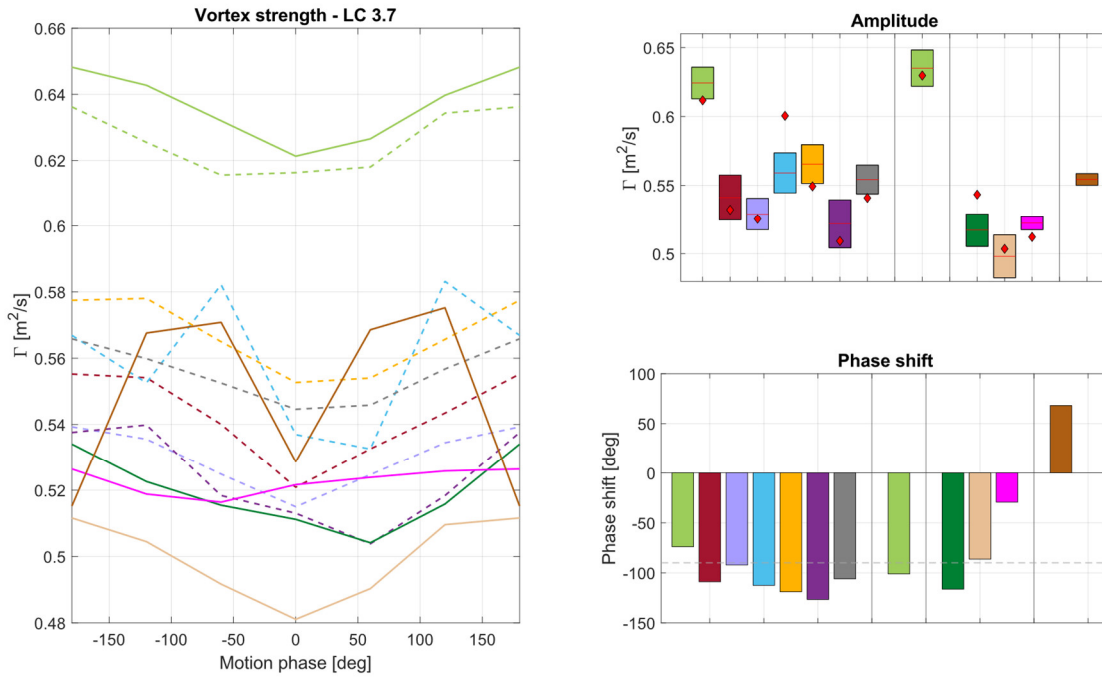 Vortex strength - LC 3.7
0.66
0.64
0.62
0.6
0.58
0.56
0.54
0.52
0.5
0.48
Γ [m²/s]
-150 -100 -50 0 50 100 150
Motion phase [deg]
Amplitude
0.65
0.6
0.55
0.5
Γ [m²/s]
Phase shift
100
50
0
-50
-100
-150
Phase shift [deg]